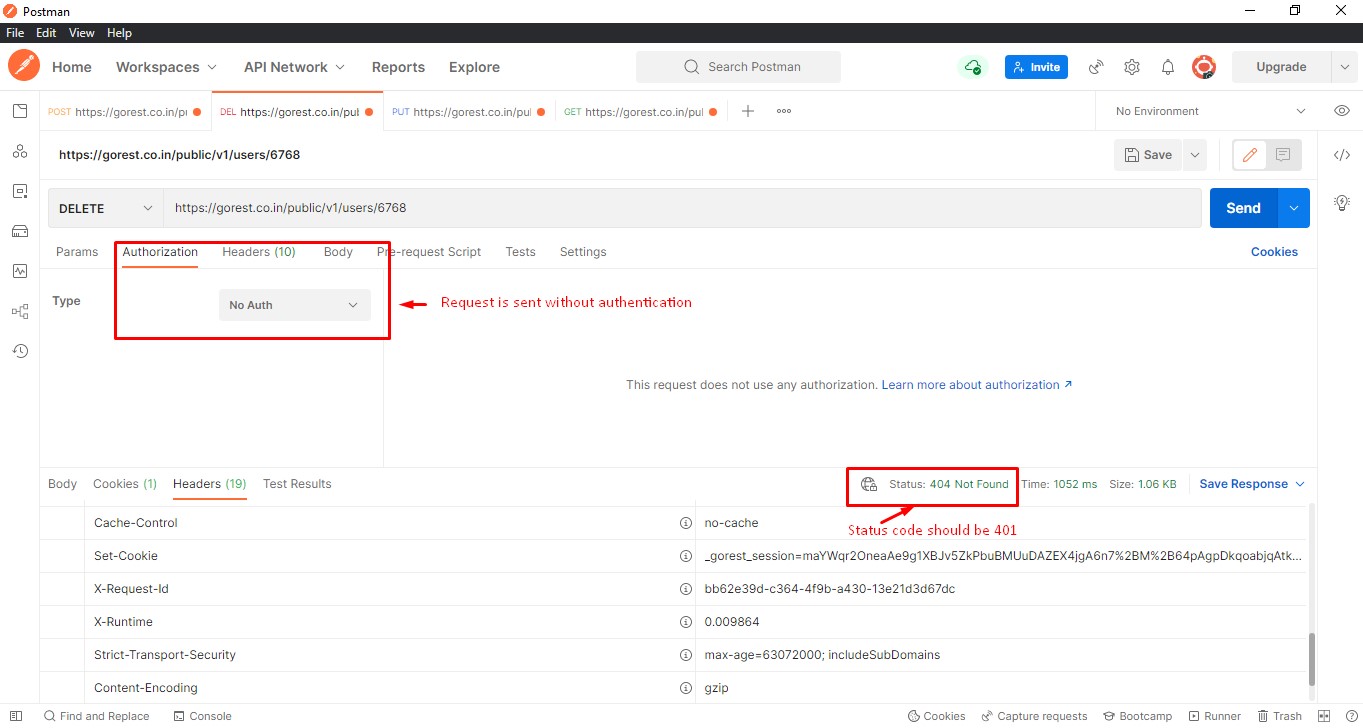 Postman
File Edit View Help
Home Workspaces API Network Reports Explore Search Postman Invite Upgrade
POST https://gorest.co.in/pu DEL https://gorest.co.in/pub PUT https://gorest.co.in/pul GET https://gorest.co.in/pul No Environment
https://gorest.co.in/public/v1/users/6768 Save
DELETE https://gorest.co.in/public/v1/users/6768 Send
Params Authorization Headers (10) Body Pre-request Script Tests Settings Cookies
Type No Auth Request is sent without authentication
This request does not use any authorization. Learn more about authorization ↗
Body Cookies (1) Headers (19) Test Results Status: 404 Not Found Time: 1052 ms Size: 1.06 KB Save Response
Cache-Control no-cache
Status code should be 401
Set-Cookie _gorest_session=maYWqr2OneaAe9g1XBJv5ZkPbuBMUuDAZEX4jgA6n7%2BM%2B64pAgpDkqoabjqAtk...
X-Request-Id bb62e39d-c364-4f9b-a430-13e21d3d67dc
X-Runtime 0.009864
Strict-Transport-Security max-age=63072000; includeSubDomains
Content-Encoding gzip
Find and Replace Console Cookies Capture requests Bootcamp Runner Trash